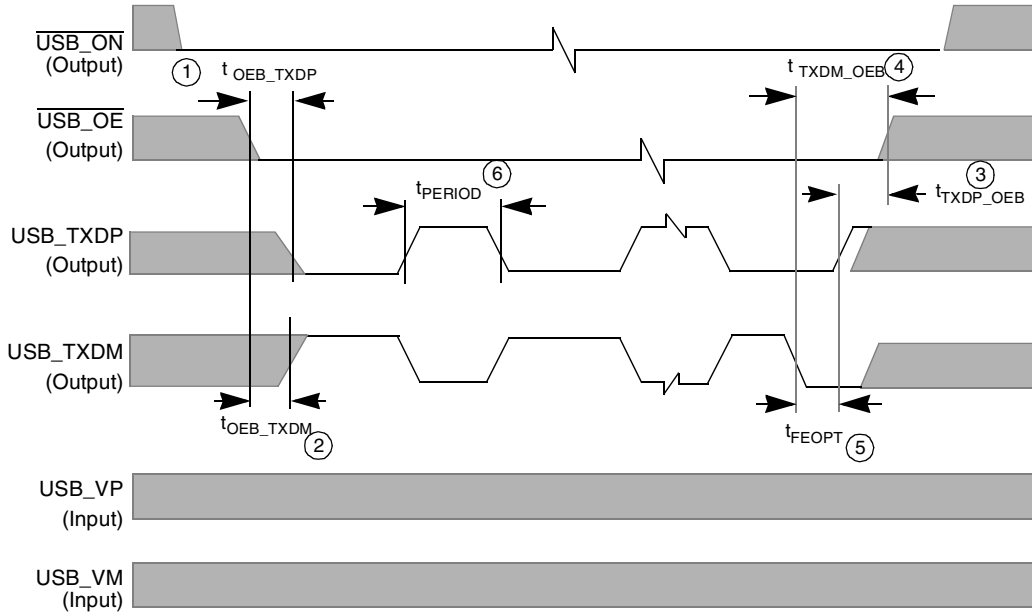 USB_ON
(Output)
1
t OEB_TXDP
t TXDM_OEB
4
USB_OE
(Output)
6
tPERIOD
3
tTXDP_OEB
USB_TXDP
(Output)
USB_TXDM
(Output)
tOEB_TXDM
2
tFEOPT
5
USB_VP
(Input)
USB_VM
(Input)